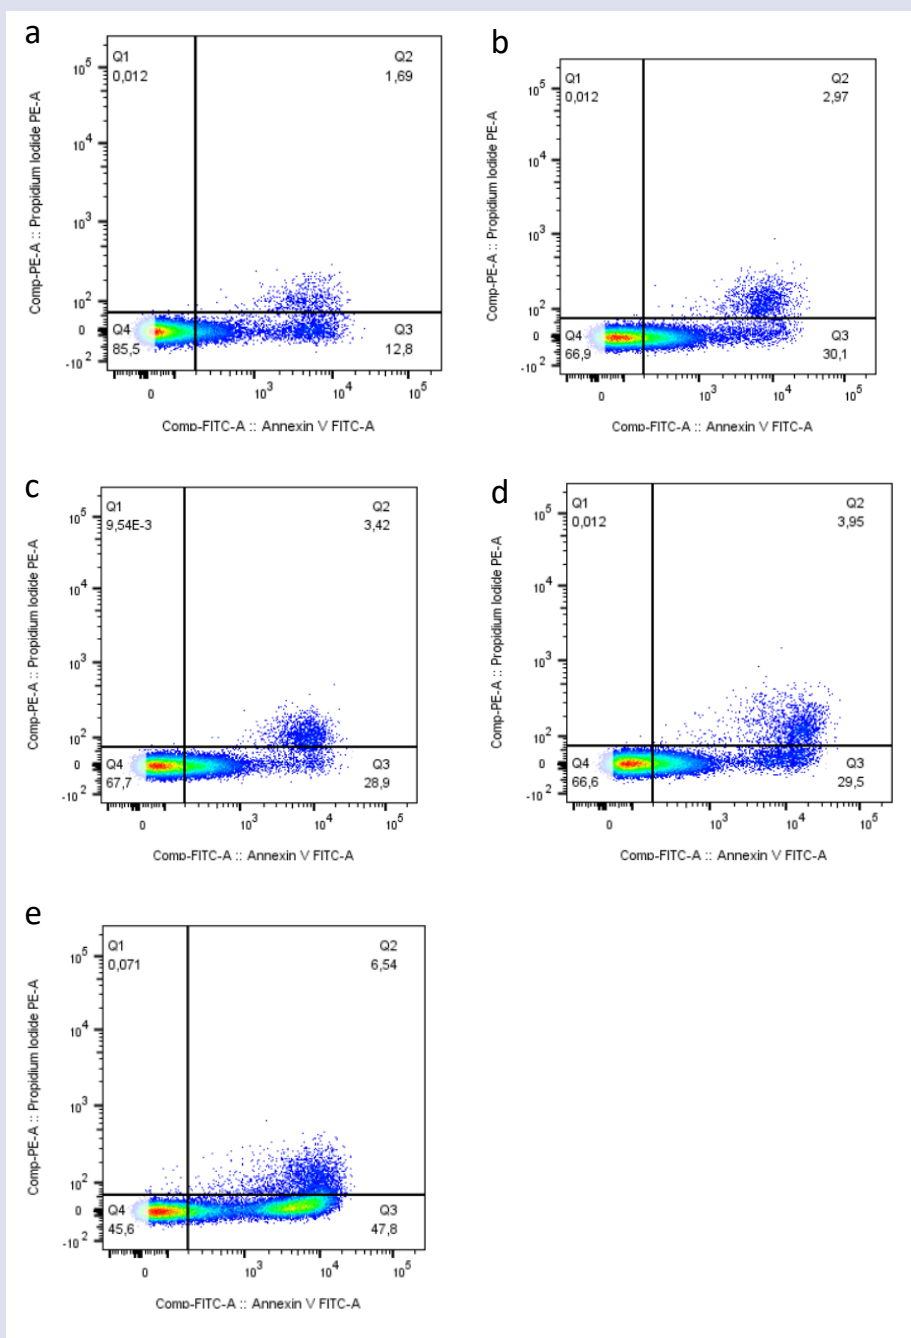 a
Q1
0,012
Q2
1,69
10^5
10^4
10^3
10^2
0
-10^2
Q4
85,5
Q3
12,8
0
10^3
10^4
10^5
Comp-PE-A :: Propidium Iodide PE-A
Comp-FITC-A :: Annexin V FITC-A
b
Q1
0,012
Q2
2,97
10^5
10^4
10^3
10^2
0
-10^2
Q4
66,9
Q3
30,1
0
10^3
10^4
10^5
Comp-PE-A :: Propidium Iodide PE-A
Comp-FITC-A :: Annexin V FITC-A
c
Q1
9,54E-3
Q2
3,42
10^5
10^4
10^3
10^2
0
-10^2
Q4
67,7
Q3
28,9
0
10^3
10^4
10^5
Comp-PE-A :: Propidium Iodide PE-A
Comp-FITC-A :: Annexin V FITC-A
d
Q1
0,012
Q2
3,95
10^5
10^4
10^3
10^2
0
-10^2
Q4
66,6
Q3
29,5
0
10^3
10^4
10^5
Comp-PE-A :: Propidium Iodide PE-A
Comp-FITC-A :: Annexin V FITC-A
e
Q1
0,071
Q2
6,54
10^5
10^4
10^3
10^2
0
-10^2
Q4
45,6
Q3
47,8
0
10^3
10^4
10^5
Comp-PE-A :: Propidium Iodide PE-A
Comp-FITC-A :: Annexin V FITC-A